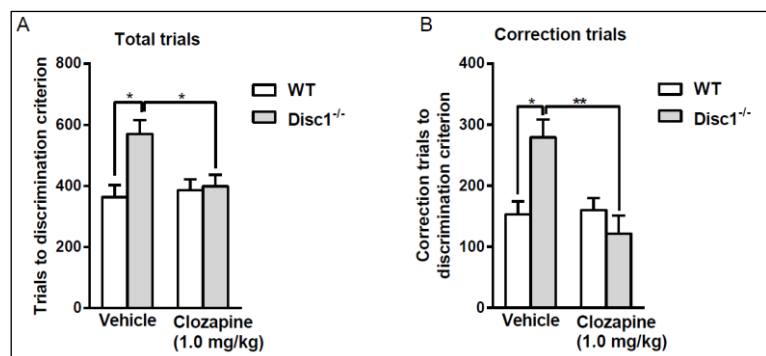 A
Total trials
Trials to discrimination criterion
800
600
400
200
0
*
*
WT
Disc1-/-
Vehicle
Clozapine
(1.0 mg/kg)
B
Correction trials
Correction trials to
discrimination criterion
400
300
200
100
0
*
**
WT
Disc1-/-
Vehicle
Clozapine
(1.0 mg/kg)